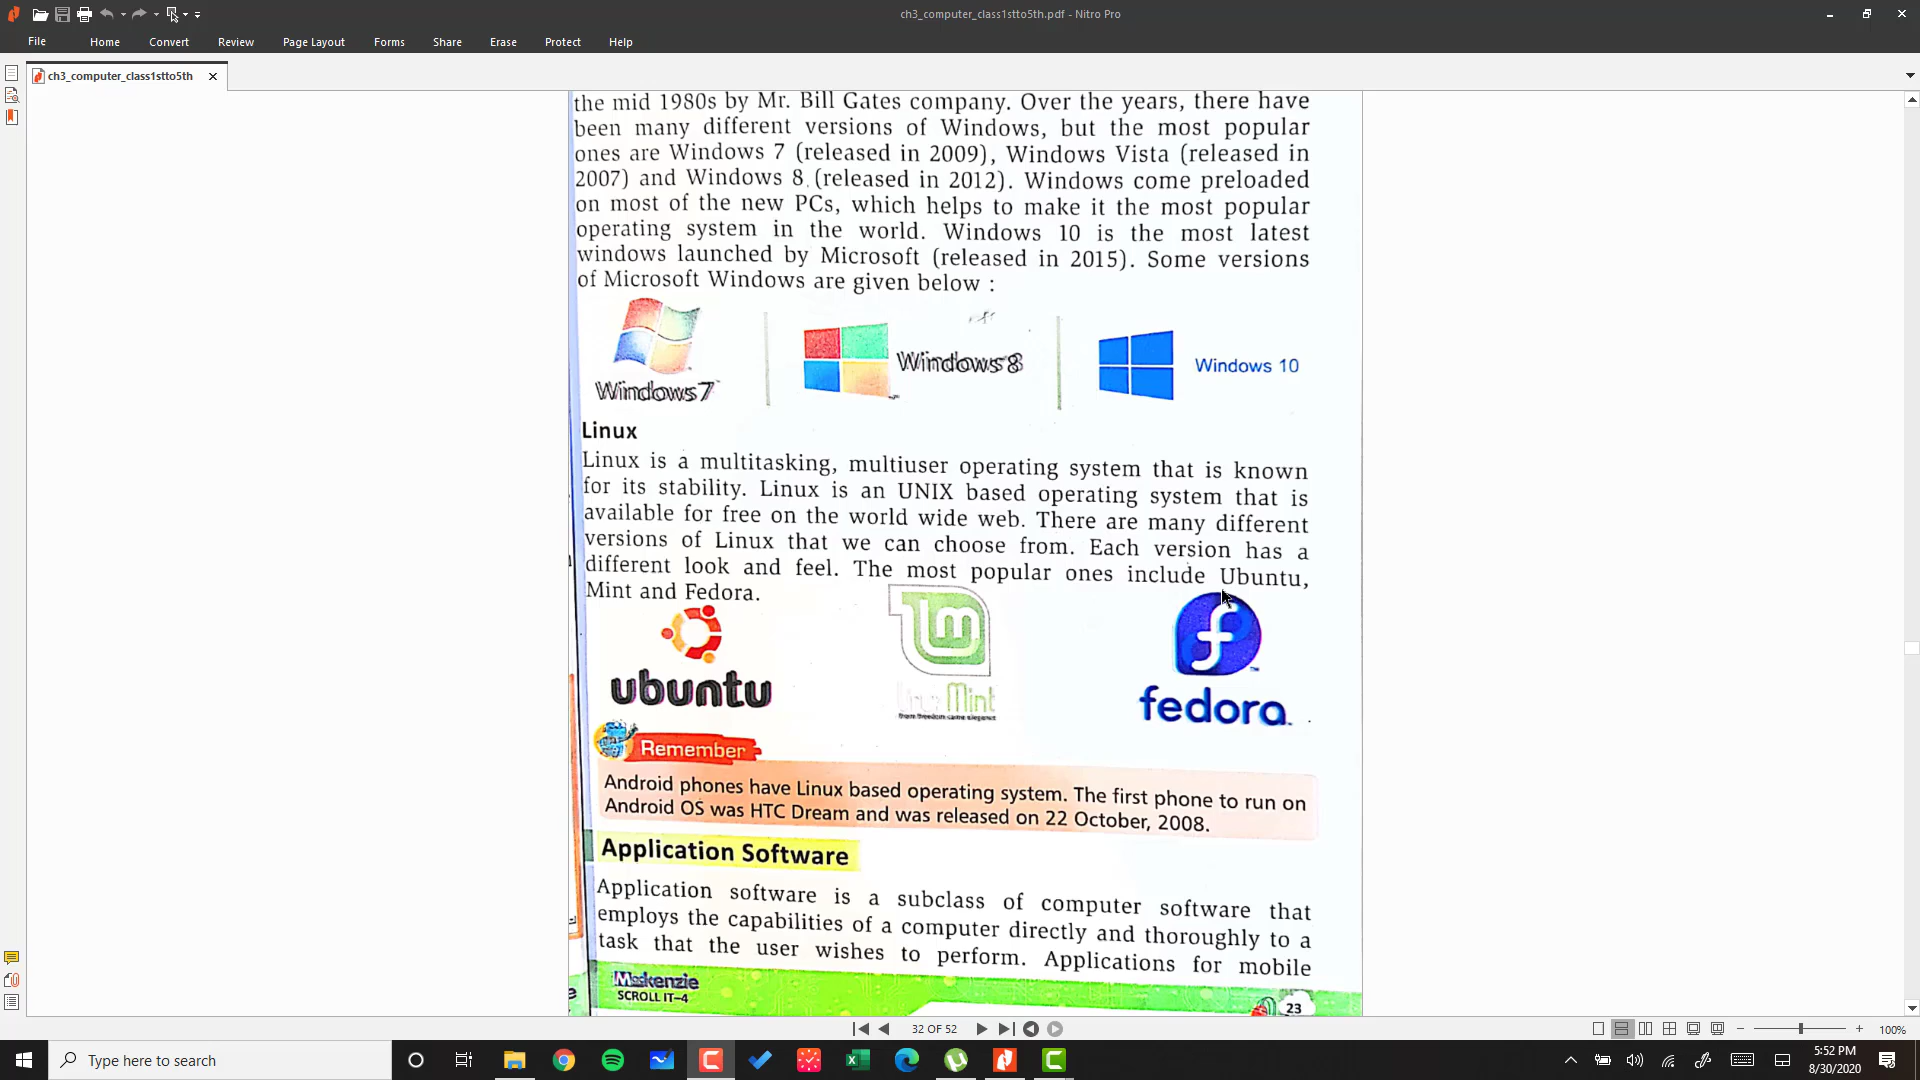 ch3_computer_class1stto5th.pdf - Nitro Pro
File Home Convert Review Page Layout Forms Share Erase Protect Help
ch3_computer_class1stto5th
the mid 1980s by Mr. Bill Gates company. Over the years, there have
been many different versions of Windows, but the most popular
ones are Windows 7 (released in 2009), Windows Vista (released in
2007) and Windows 8 (released in 2012). Windows come preloaded
on most of the new PCs, which helps to make it the most popular
operating system in the world. Windows 10 is the most latest
windows launched by Microsoft (released in 2015). Some versions
of Microsoft Windows are given below :
Windows 7
Windows 8
Windows 10
Linux
Linux is a multitasking, multiuser operating system that is known
for its stability. Linux is an UNIX based operating system that is
available for free on the world wide web. There are many different
versions of Linux that we can choose from. Each version has a
different look and feel. The most popular ones include Ubuntu,
Mint and Fedora.
ubuntu
Linux Mint
from freedom came elegance
fedora
Remember
Android phones have Linux based operating system. The first phone to run on
Android OS was HTC Dream and was released on 22 October, 2008.
Application Software
Application software is a subclass of computer software that
employs the capabilities of a computer directly and thoroughly to a
task that the user wishes to perform. Applications for mobile
SCROLL IT–4
23
32 OF 52
100%
Type here to search
5:52 PM
8/30/2020